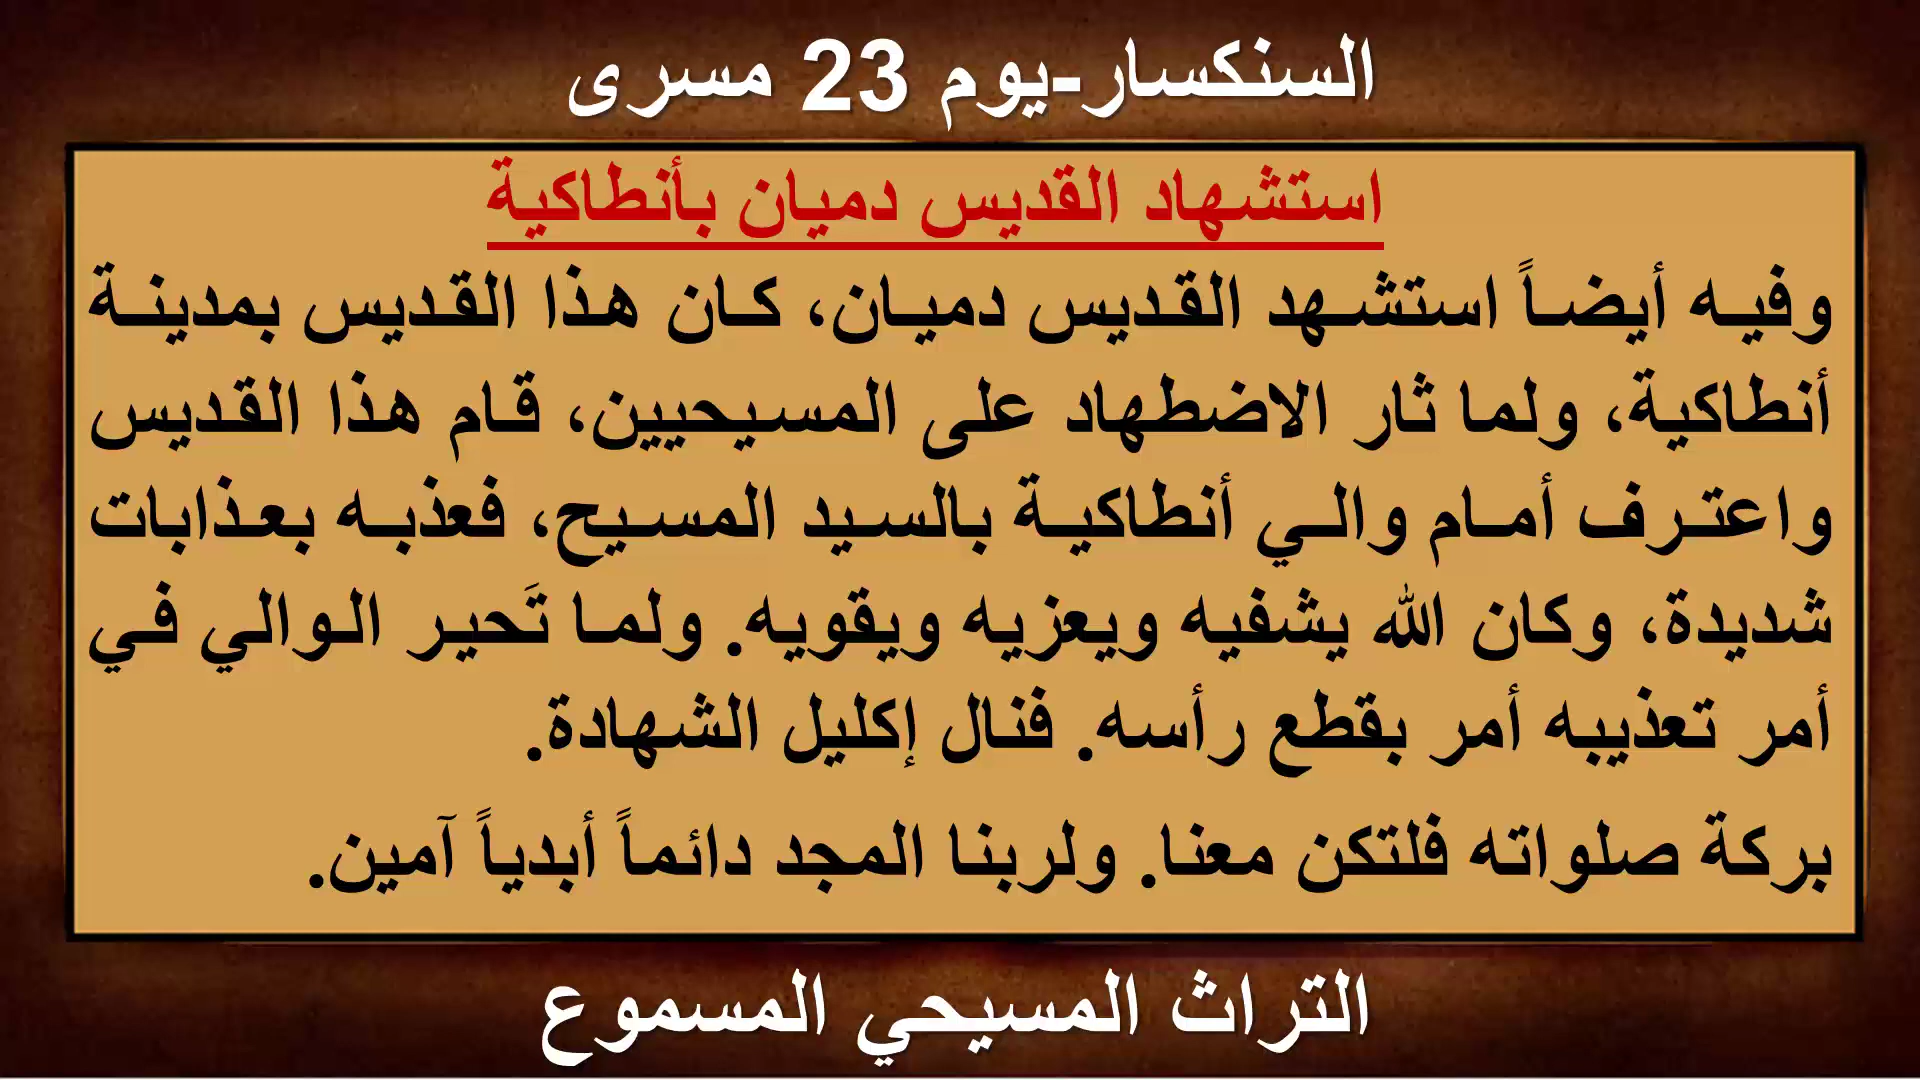 السنكسار-يوم 23 مسرى
استشهاد القديس دميان بأنطاكية
وفيه أيضاً استشهد القديس دميان، كان هذا القديس بمدينة
أنطاكية، ولما ثار الاضطهاد على المسيحيين، قام هذا القديس
واعترف أمام والي أنطاكية بالسيد المسيح، فعذبه بعذابات
شديدة، وكان الله يشفيه ويعزيه ويقويه. ولما تَحير الوالي في
أمر تعذيبه أمر بقطع رأسه. فنال إكليل الشهادة.
بركة صلواته فلتكن معنا. ولربنا المجد دائماً أبدياً آمين.
التراث المسيحي المسموع